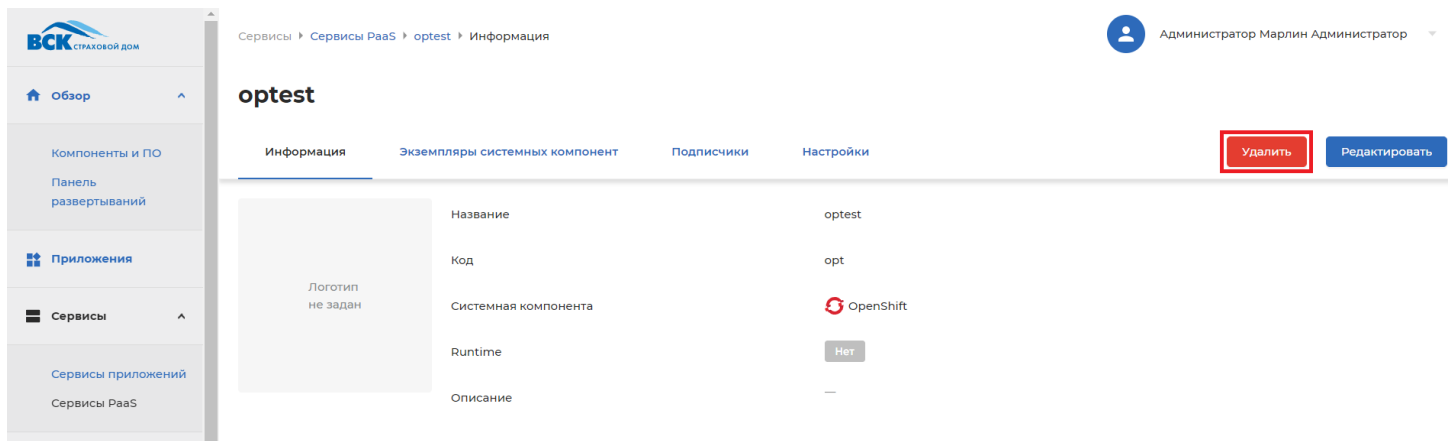 ВСК СТРАХОВОЙ ДОМ
Сервисы Сервисы PaaS optest Информация
Администратор Марлин Администратор
Обзор
optest
Компоненты и ПО
Панель
развертываний
Приложения
Сервисы
Сервисы приложений
Сервисы PaaS
Информация Экземпляры системных компонент Подписчики Настройки
Удалить Редактировать
Логотип
не задан
Название optest
Код opt
Системная компонента OpenShift
Runtime Нет
Описание —